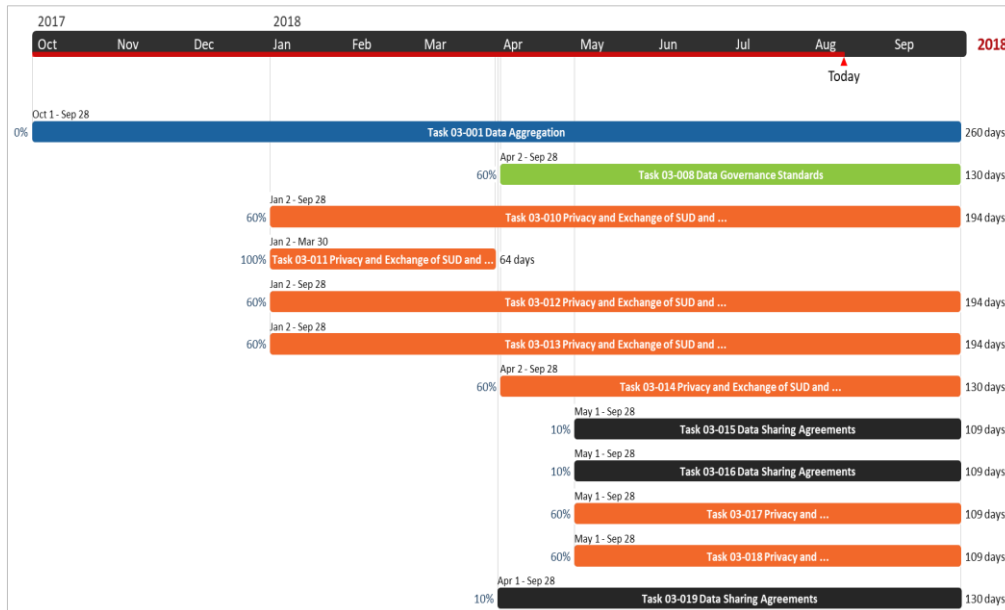 2017 2018
Oct Nov Dec Jan Feb Mar Apr May Jun Jul Aug Sep 2018
Today
Oct 1 - Sep 28
0% Task 03-001 Data Aggregation 260 days
Apr 2 - Sep 28
60% Task 03-008 Data Governance Standards 130 days
Jan 2 - Sep 28
60% Task 03-010 Privacy and Exchange of SUD and ... 194 days
Jan 2 - Mar 30
100% Task 03-011 Privacy and Exchange of SUD and ... 64 days
Jan 2 - Sep 28
60% Task 03-012 Privacy and Exchange of SUD and ... 194 days
Jan 2 - Sep 28
60% Task 03-013 Privacy and Exchange of SUD and ... 194 days
Apr 2 - Sep 28
60% Task 03-014 Privacy and Exchange of SUD and ... 130 days
May 1 - Sep 28
10% Task 03-015 Data Sharing Agreements 109 days
May 1 - Sep 28
10% Task 03-016 Data Sharing Agreements 109 days
May 1 - Sep 28
60% Task 03-017 Privacy and ... 109 days
May 1 - Sep 28
60% Task 03-018 Privacy and ... 109 days
Apr 1 - Sep 28
10% Task 03-019 Data Sharing Agreements 130 days